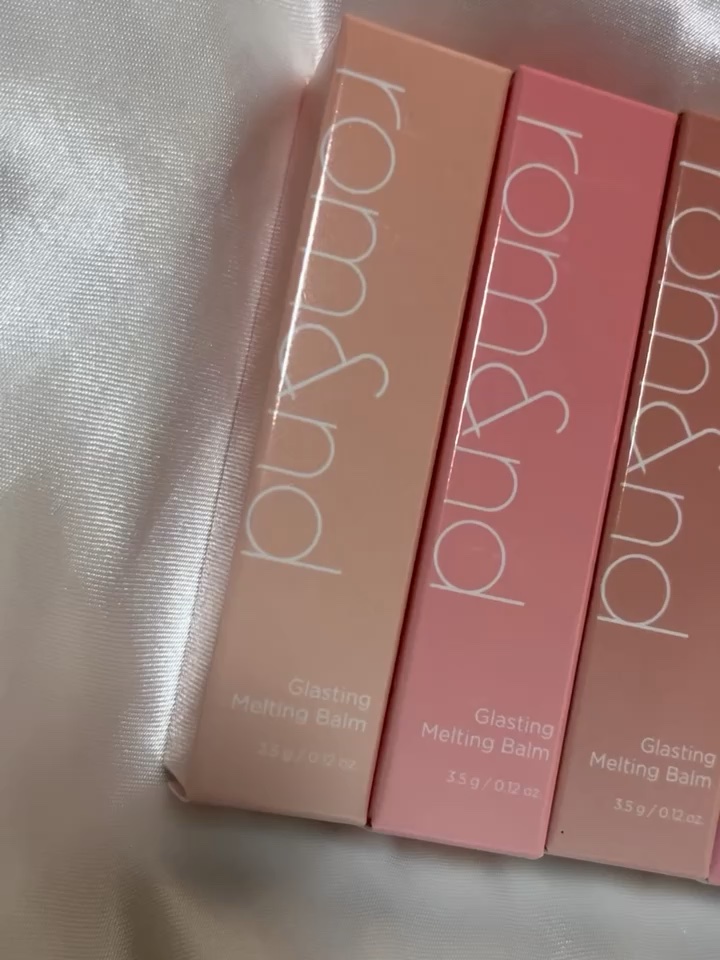 rom&nd
Glasting
Melting Balm
3.5 g / 0.12 oz.
rom&nd
Glasting
Melting Balm
3.5 g / 0.12 oz.
rom&nd
Glasting
Melting Balm
3.5 g / 0.12 oz.